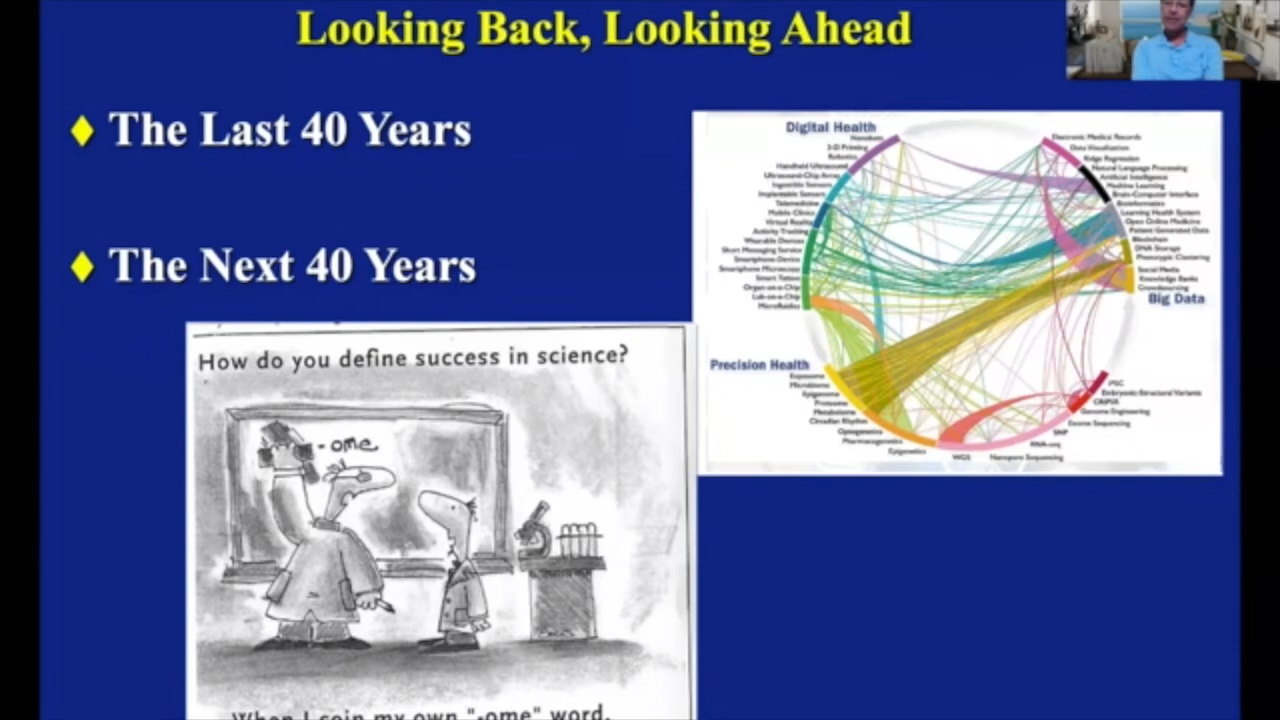 Looking Back, Looking Ahead
The Last 40 Years
The Next 40 Years
Digital Health
3-D Printing
Robotics
Handheld Ultrasound
Ultrasound-Chip Array
Ingestible Sensors
Implantable Sensors
Telemedicine
Mobile Clinics
Virtual Reality
Activity Tracking
Wearable Devices
Short Messaging Service
Smartphone Device
Smartphone Microscopy
Smart Tattoo
Organ-on-a-Chip
Lab-on-a-Chip
Microfluidics
Electronic Medical Records
Data Visualization
Ridge Regression
Natural Language Processing
Artificial Intelligence
Machine Learning
Brain-Computer Interface
Bioinformatics
Learning Health System
Open Online Medicine
Patient Generated Data
Blockchain
DNA Storage
Phenotypic Clustering
Social Media
Knowledge Banks
Crowdsourcing
Big Data
Precision Health
Exposome
Microbiome
Epigenome
Proteome
Metabolome
Circadian Rhythm
Optogenetics
Pharmacogenetics
Epigenetics
iPSC
Embryonic Structural Variants
CRISPR
Genome Engineering
Exome Sequencing
SNP
RNA-seq
WGS
Nanopore Sequencing
How do you define success in science?
-ome
When I coin my own "-ome" word.